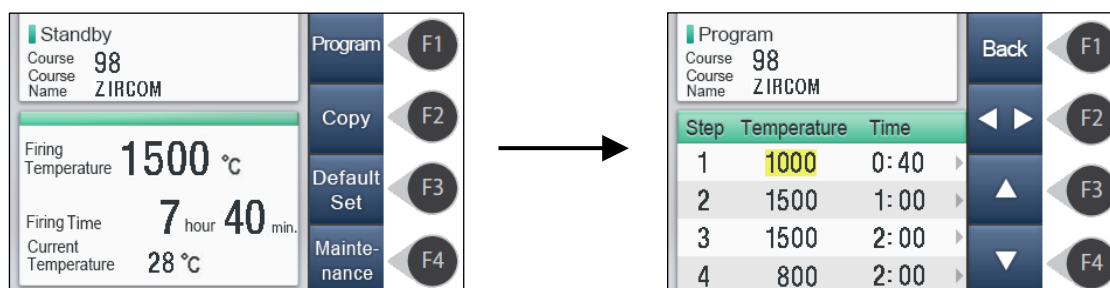 Standby
Course 98
Course
Name ZIRCOM
Firing
Temperature 1500 °C
Firing Time 7 hour 40 min.
Current
Temperature 28 °C
Program F1
Copy F2
Default
Set F3
Mainte-
nance F4
Program
Course 98
Course
Name ZIRCOM
Step Temperature Time
1 1000 0:40
2 1500 1:00
3 1500 2:00
4 800 2:00
Back F1
F2
F3
F4